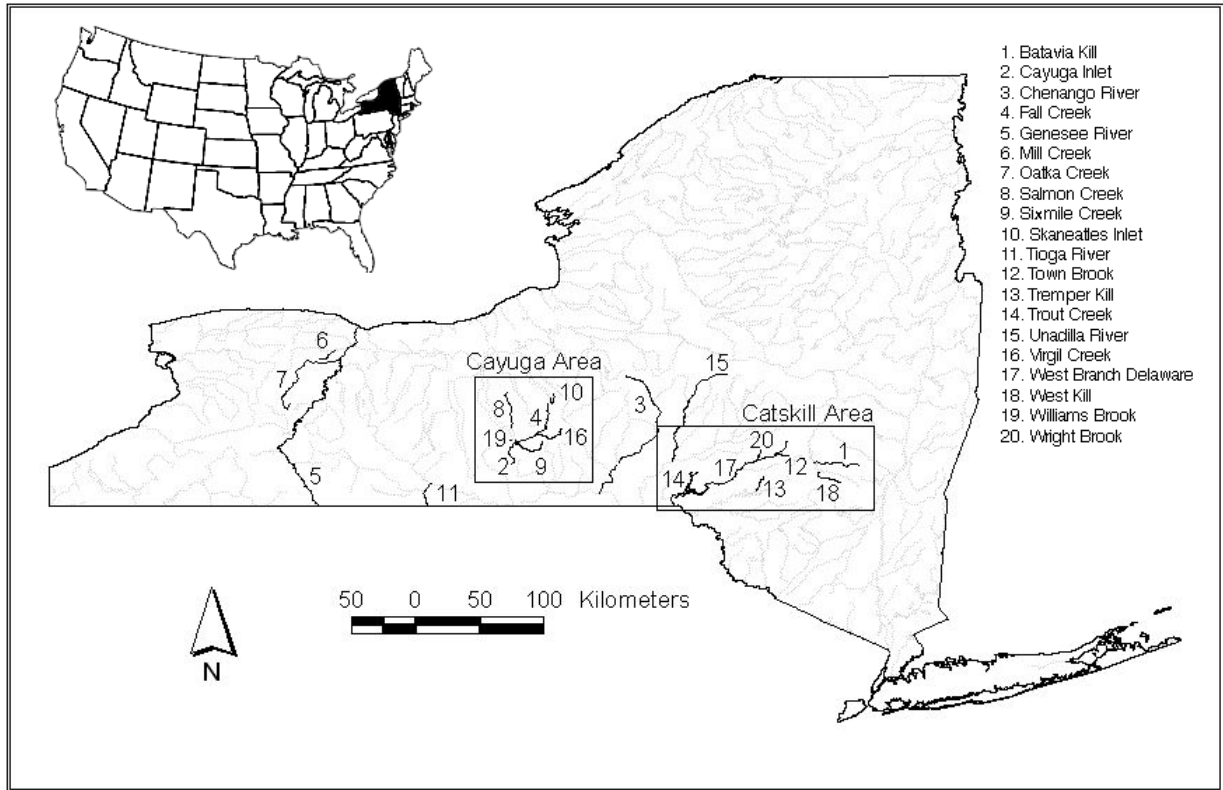 1. Batavia Kill
2. Cayuga Inlet
3. Chenango River
4. Fall Creek
5. Genesee River
6. Mill Creek
7. Oatka Creek
8. Salmon Creek
9. Sixmile Creek
10. Skaneatles Inlet
11. Tioga River
12. Town Brook
13. Tremper Kill
14. Trout Creek
15. Unadilla River
16. Virgil Creek
17. West Branch Delaware
18. West Kill
19. Williams Brook
20. Wright Brook
6
7
5
11
Cayuga Area
10
8
4
19
16
2
9
3
15
Catskill Area
20
1
14
17
12
13
18
50 0 50 100 Kilometers
N